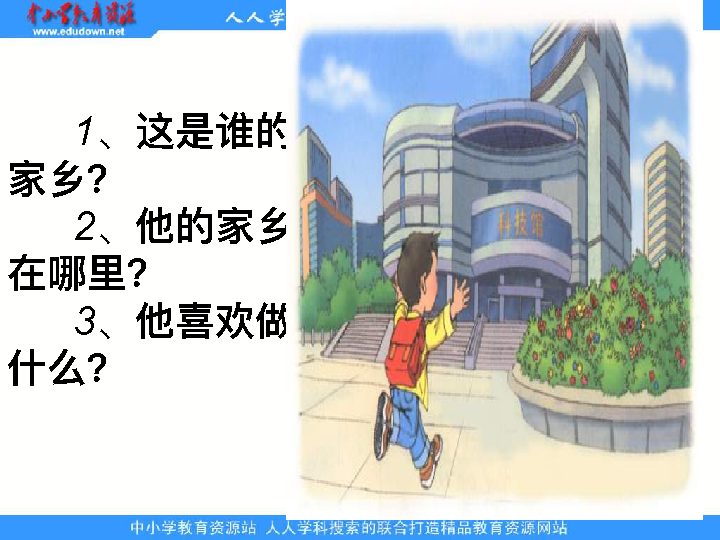 中小学教育资源
www.edudown.net
人人学
1、这是谁的
家乡?
2、他的家乡
在哪里?
3、他喜欢做
什么?
科技馆
中小学教育资源站 人人学科搜索的联合打造精品教育资源网站